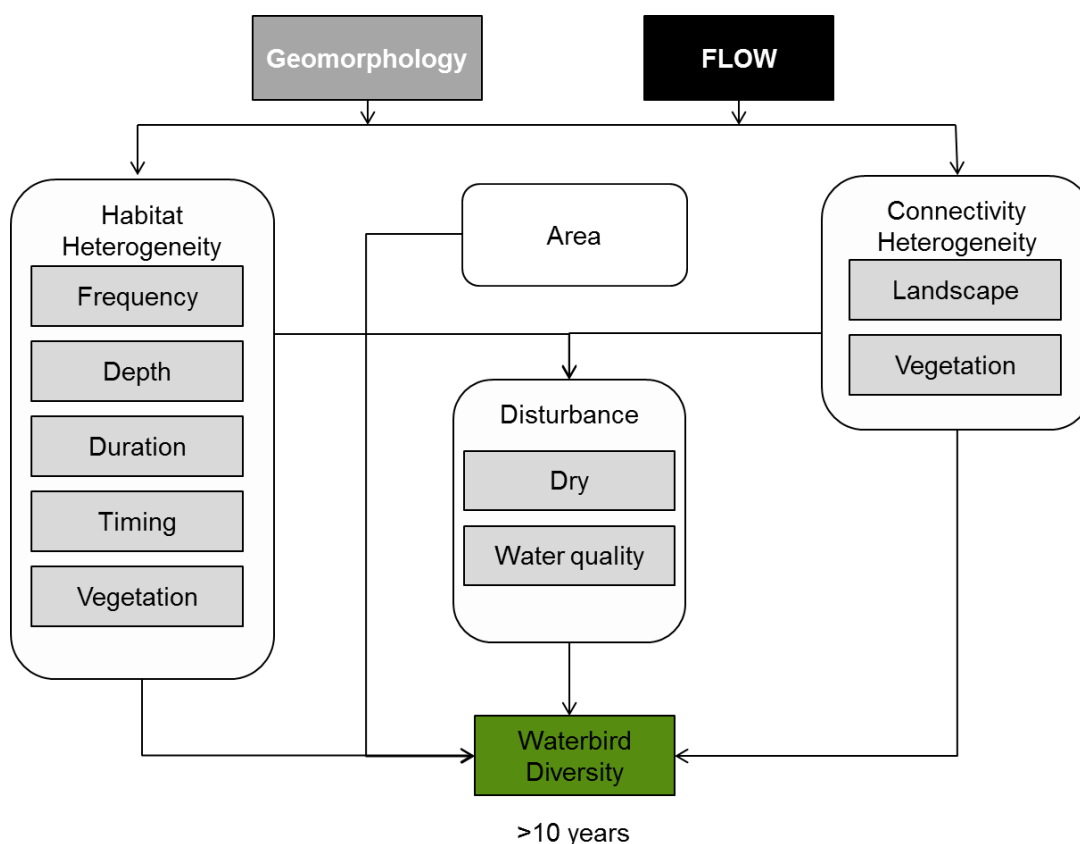 Geomorphology
FLOW
Habitat
Heterogeneity
Frequency
Depth
Duration
Timing
Vegetation
Area
Connectivity
Heterogeneity
Landscape
Vegetation
Disturbance
Dry
Water quality
Waterbird
Diversity
>10 years